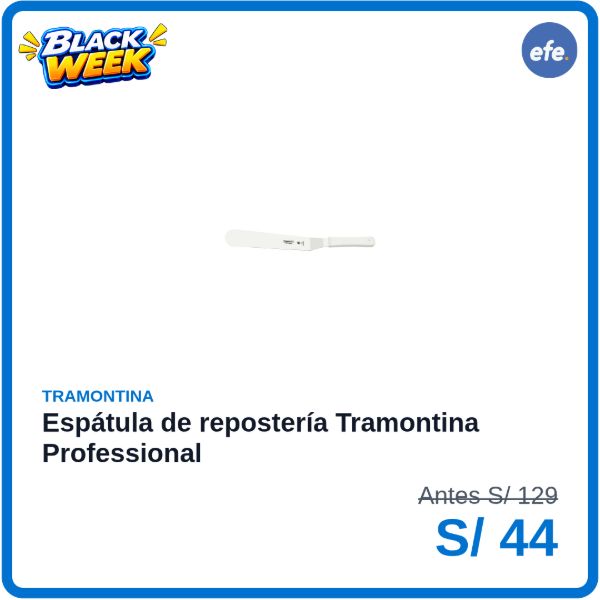 BLACK
WEEK
efe.
TRAMONTINA
Espátula de repostería Tramontina
Professional
Antes S/ 129
S/ 44